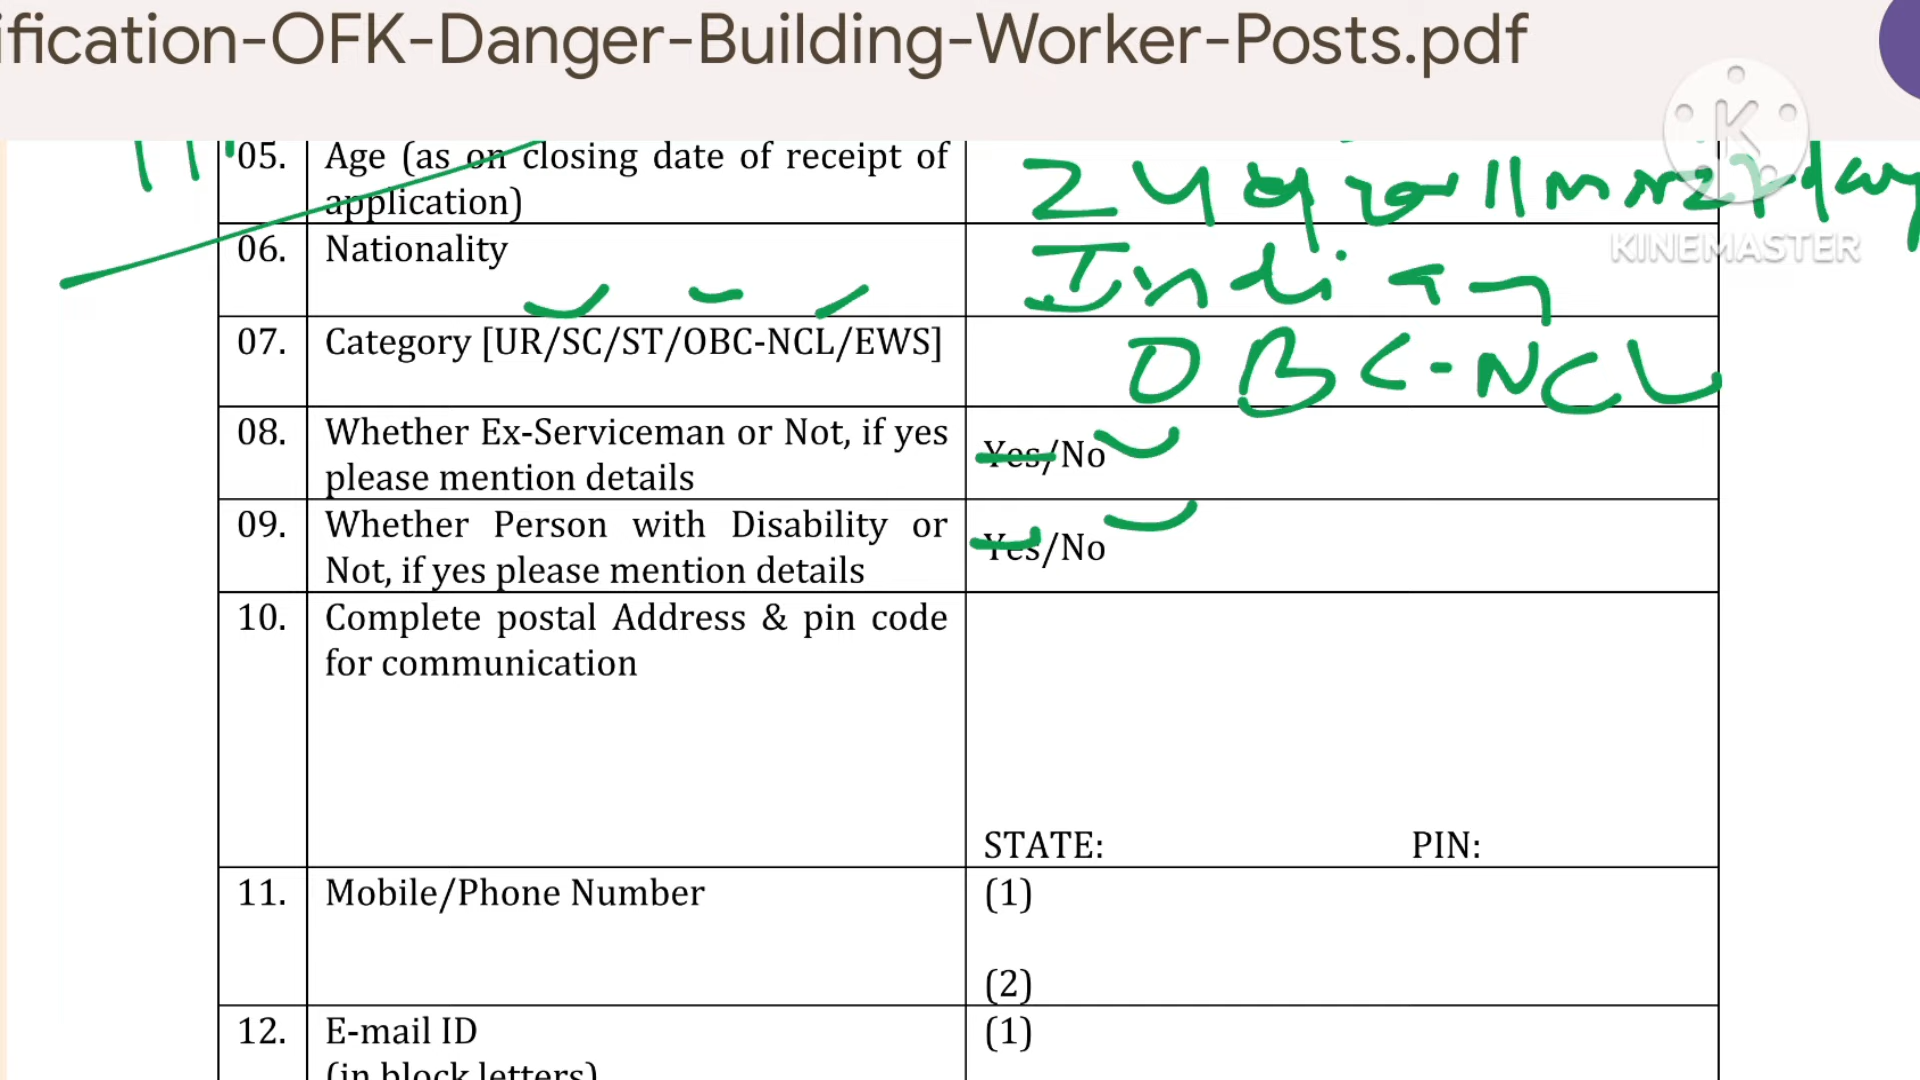 ification-OFK-Danger-Building-Worker-Posts.pdf
KINEMASTER
05. Age (as on closing date of receipt of
application)
06. Nationality Indian
07. Category [UR/SC/ST/OBC-NCL/EWS] OBC-NCL
08. Whether Ex-Serviceman or Not, if yes
please mention details
Yes/No
09. Whether Person with Disability or
Not, if yes please mention details
Yes/No
10. Complete postal Address & pin code
for communication
STATE: PIN:
11. Mobile/Phone Number (1)
(2)
12. E-mail ID (1)
(in block letters)